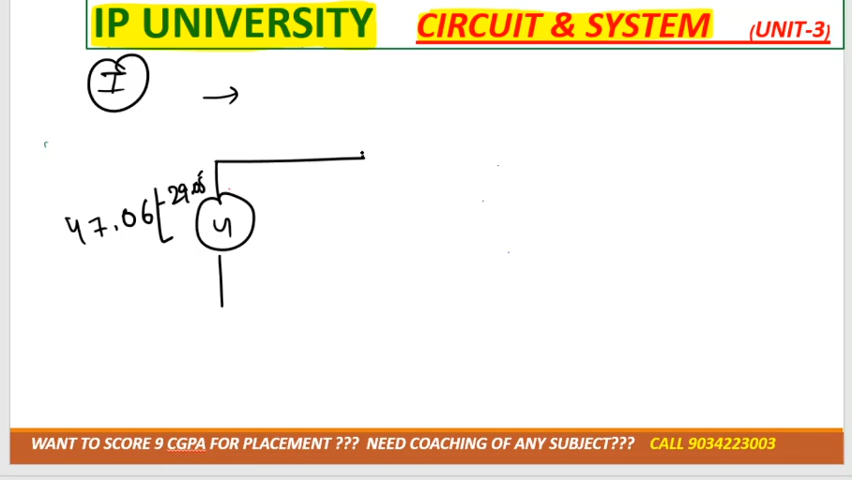 IP UNIVERSITY CIRCUIT & SYSTEM (UNIT-3)
I →
47.06
4
WANT TO SCORE 9 CGPA FOR PLACEMENT ??? NEED COACHING OF ANY SUBJECT??? CALL 9034223003